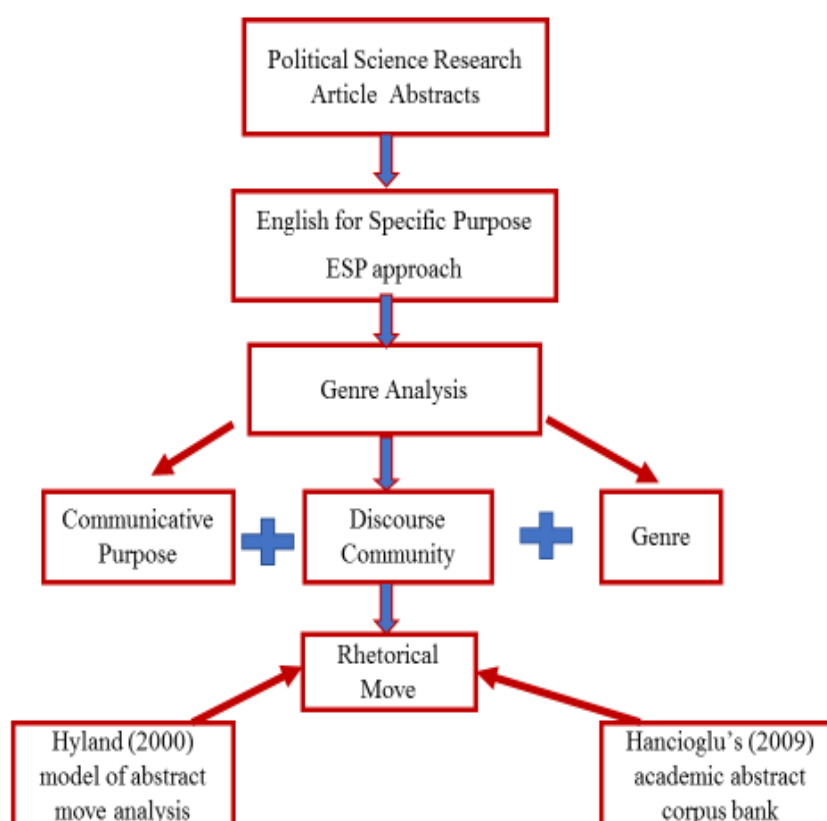 Political Science Research
Article Abstracts
English for Specific Purpose
ESP approach
Genre Analysis
Communicative
Purpose
Discourse
Community
Genre
Rhetorical
Move
Hyland (2000)
model of abstract
move analysis
Hancioglu's (2009)
academic abstract
corpus bank